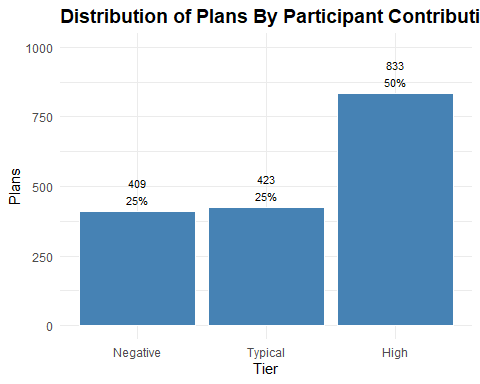 Distribution of Plans By Participant Contributi
1000
833
50%
750
Plans
500
409
423
25%
25%
250
0
Negative
Typical
High
Tier